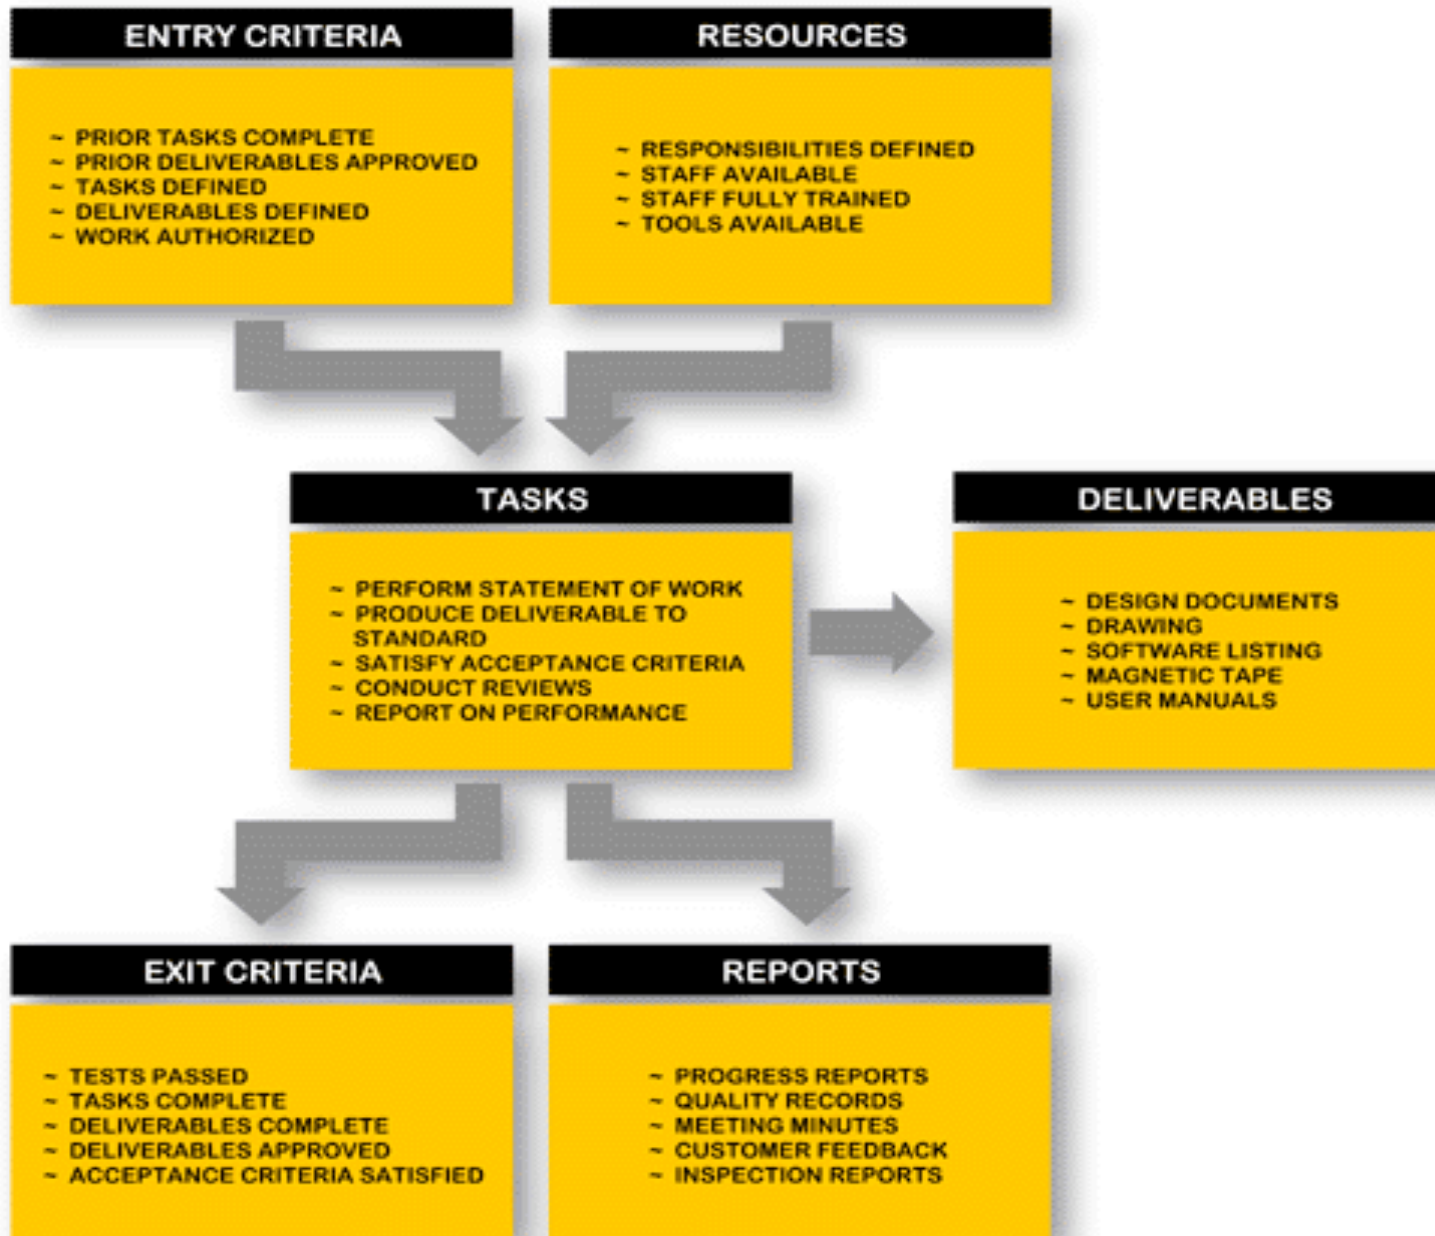 ENTRY CRITERIA
~ PRIOR TASKS COMPLETE
~ PRIOR DELIVERABLES APPROVED
~ TASKS DEFINED
~ DELIVERABLES DEFINED
~ WORK AUTHORIZED
RESOURCES
~ RESPONSIBILITIES DEFINED
~ STAFF AVAILABLE
~ STAFF FULLY TRAINED
~ TOOLS AVAILABLE
TASKS
~ PERFORM STATEMENT OF WORK
~ PRODUCE DELIVERABLE TO
STANDARD
~ SATISFY ACCEPTANCE CRITERIA
~ CONDUCT REVIEWS
~ REPORT ON PERFORMANCE
DELIVERABLES
~ DESIGN DOCUMENTS
~ DRAWING
~ SOFTWARE LISTING
~ MAGNETIC TAPE
~ USER MANUALS
EXIT CRITERIA
~ TESTS PASSED
~ TASKS COMPLETE
~ DELIVERABLES COMPLETE
~ DELIVERABLES APPROVED
~ ACCEPTANCE CRITERIA SATISFIED
REPORTS
~ PROGRESS REPORTS
~ QUALITY RECORDS
~ MEETING MINUTES
~ CUSTOMER FEEDBACK
~ INSPECTION REPORTS